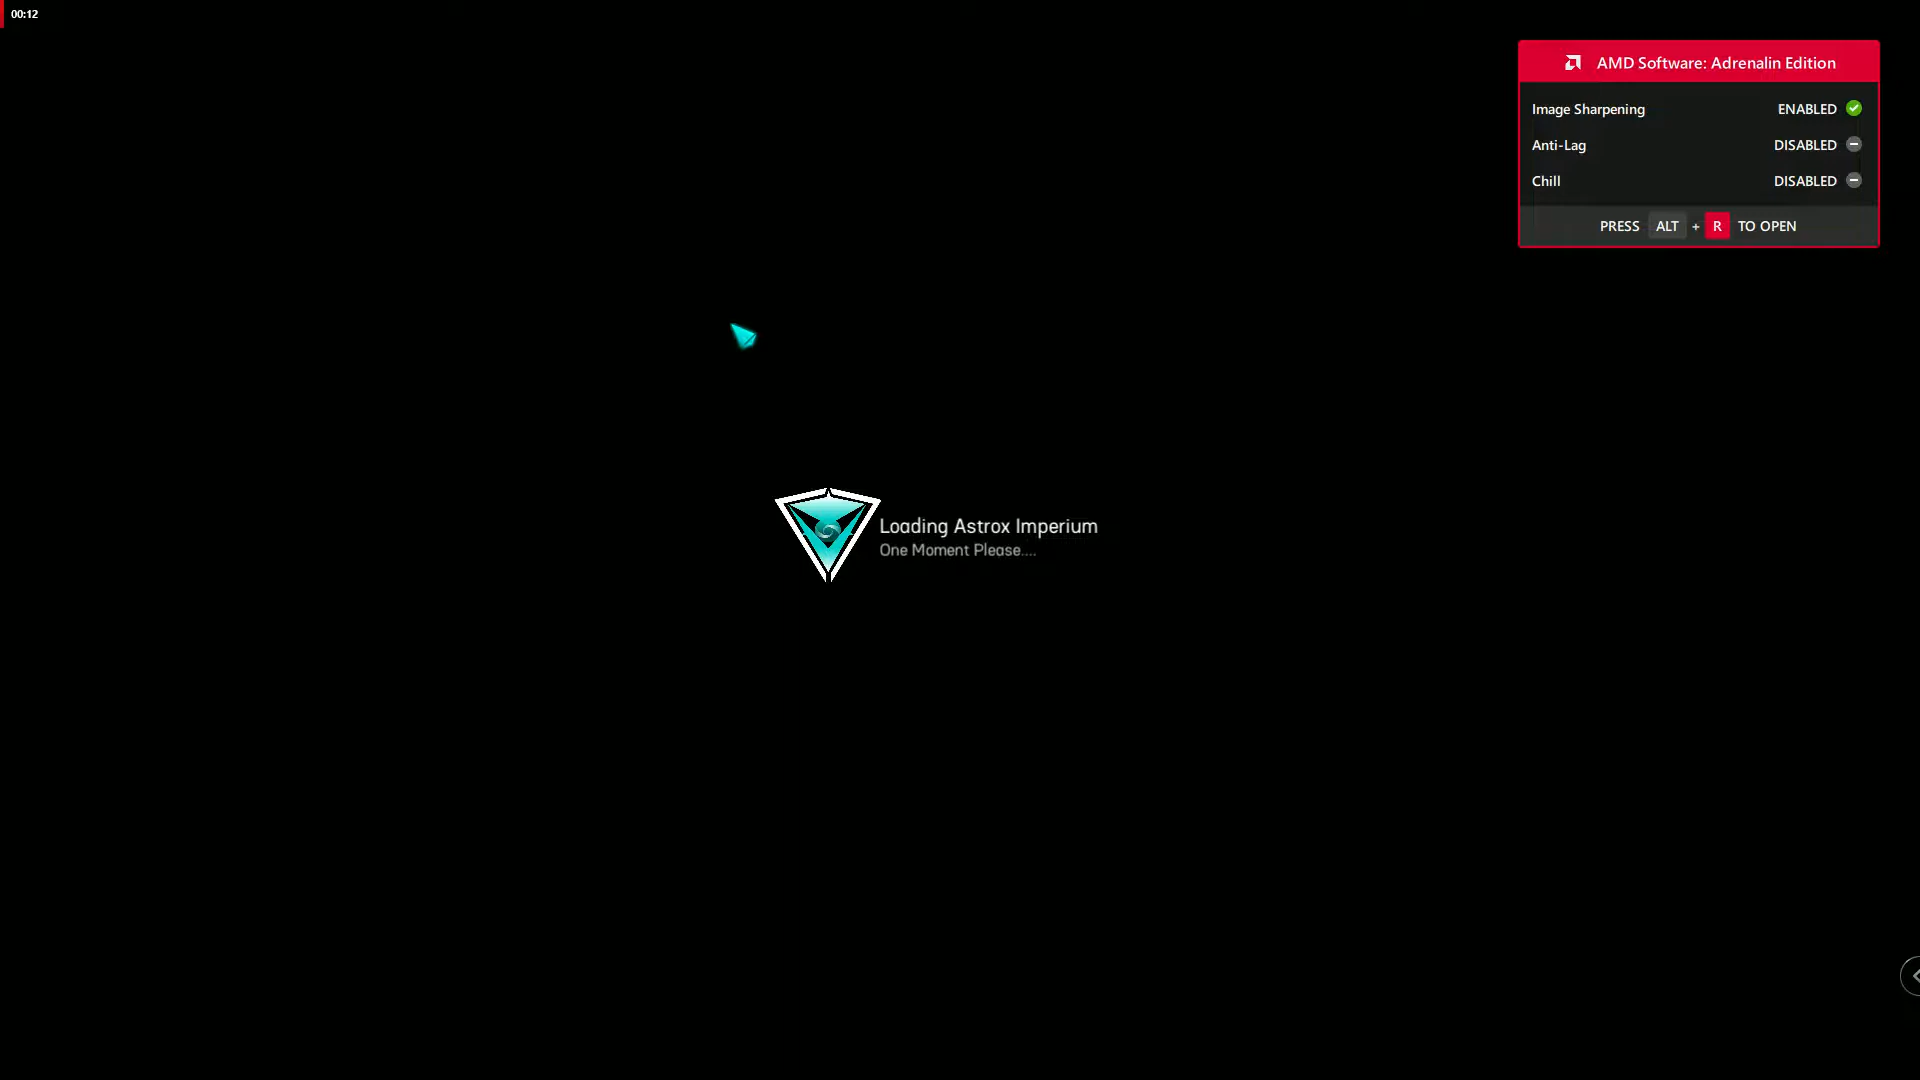 00:12
AMD Software: Adrenalin Edition
Image Sharpening ENABLED
Anti-Lag DISABLED
Chill DISABLED
PRESS ALT + R TO OPEN
Loading Astrox Imperium
One Moment Please....